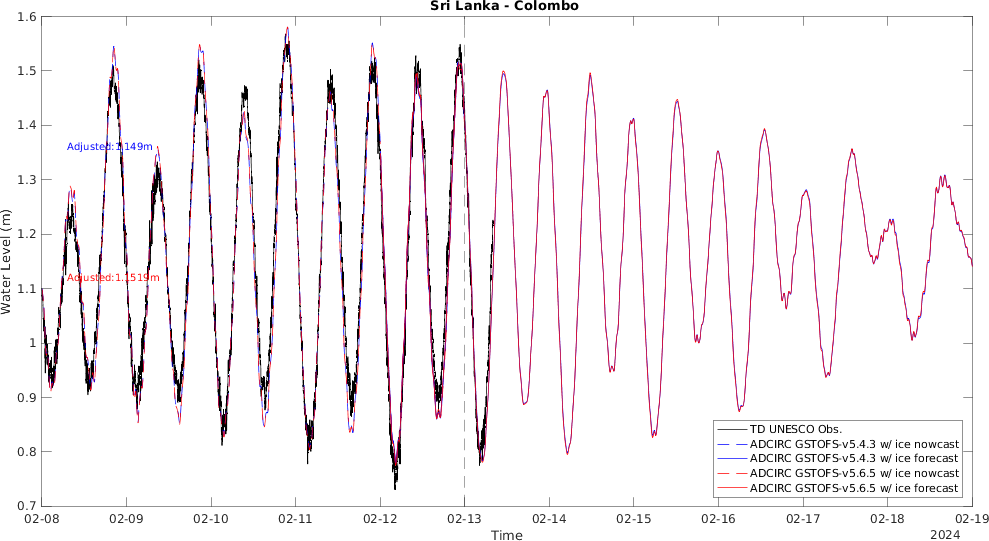 Sri Lanka - Colombo
1.6
1.5
1.4
1.3
1.2
1.1
1
0.9
0.8
0.7
Water Level (m)
Adjusted:1.149m
Adjusted:1.1519m
TD UNESCO Obs.
ADCIRC GSTOFS-v5.4.3 w/ ice nowcast
ADCIRC GSTOFS-v5.4.3 w/ ice forecast
ADCIRC GSTOFS-v5.6.5 w/ ice nowcast
ADCIRC GSTOFS-v5.6.5 w/ ice forecast
02-08 02-09 02-10 02-11 02-12 02-13 02-14 02-15 02-16 02-17 02-18 02-19
Time
2024